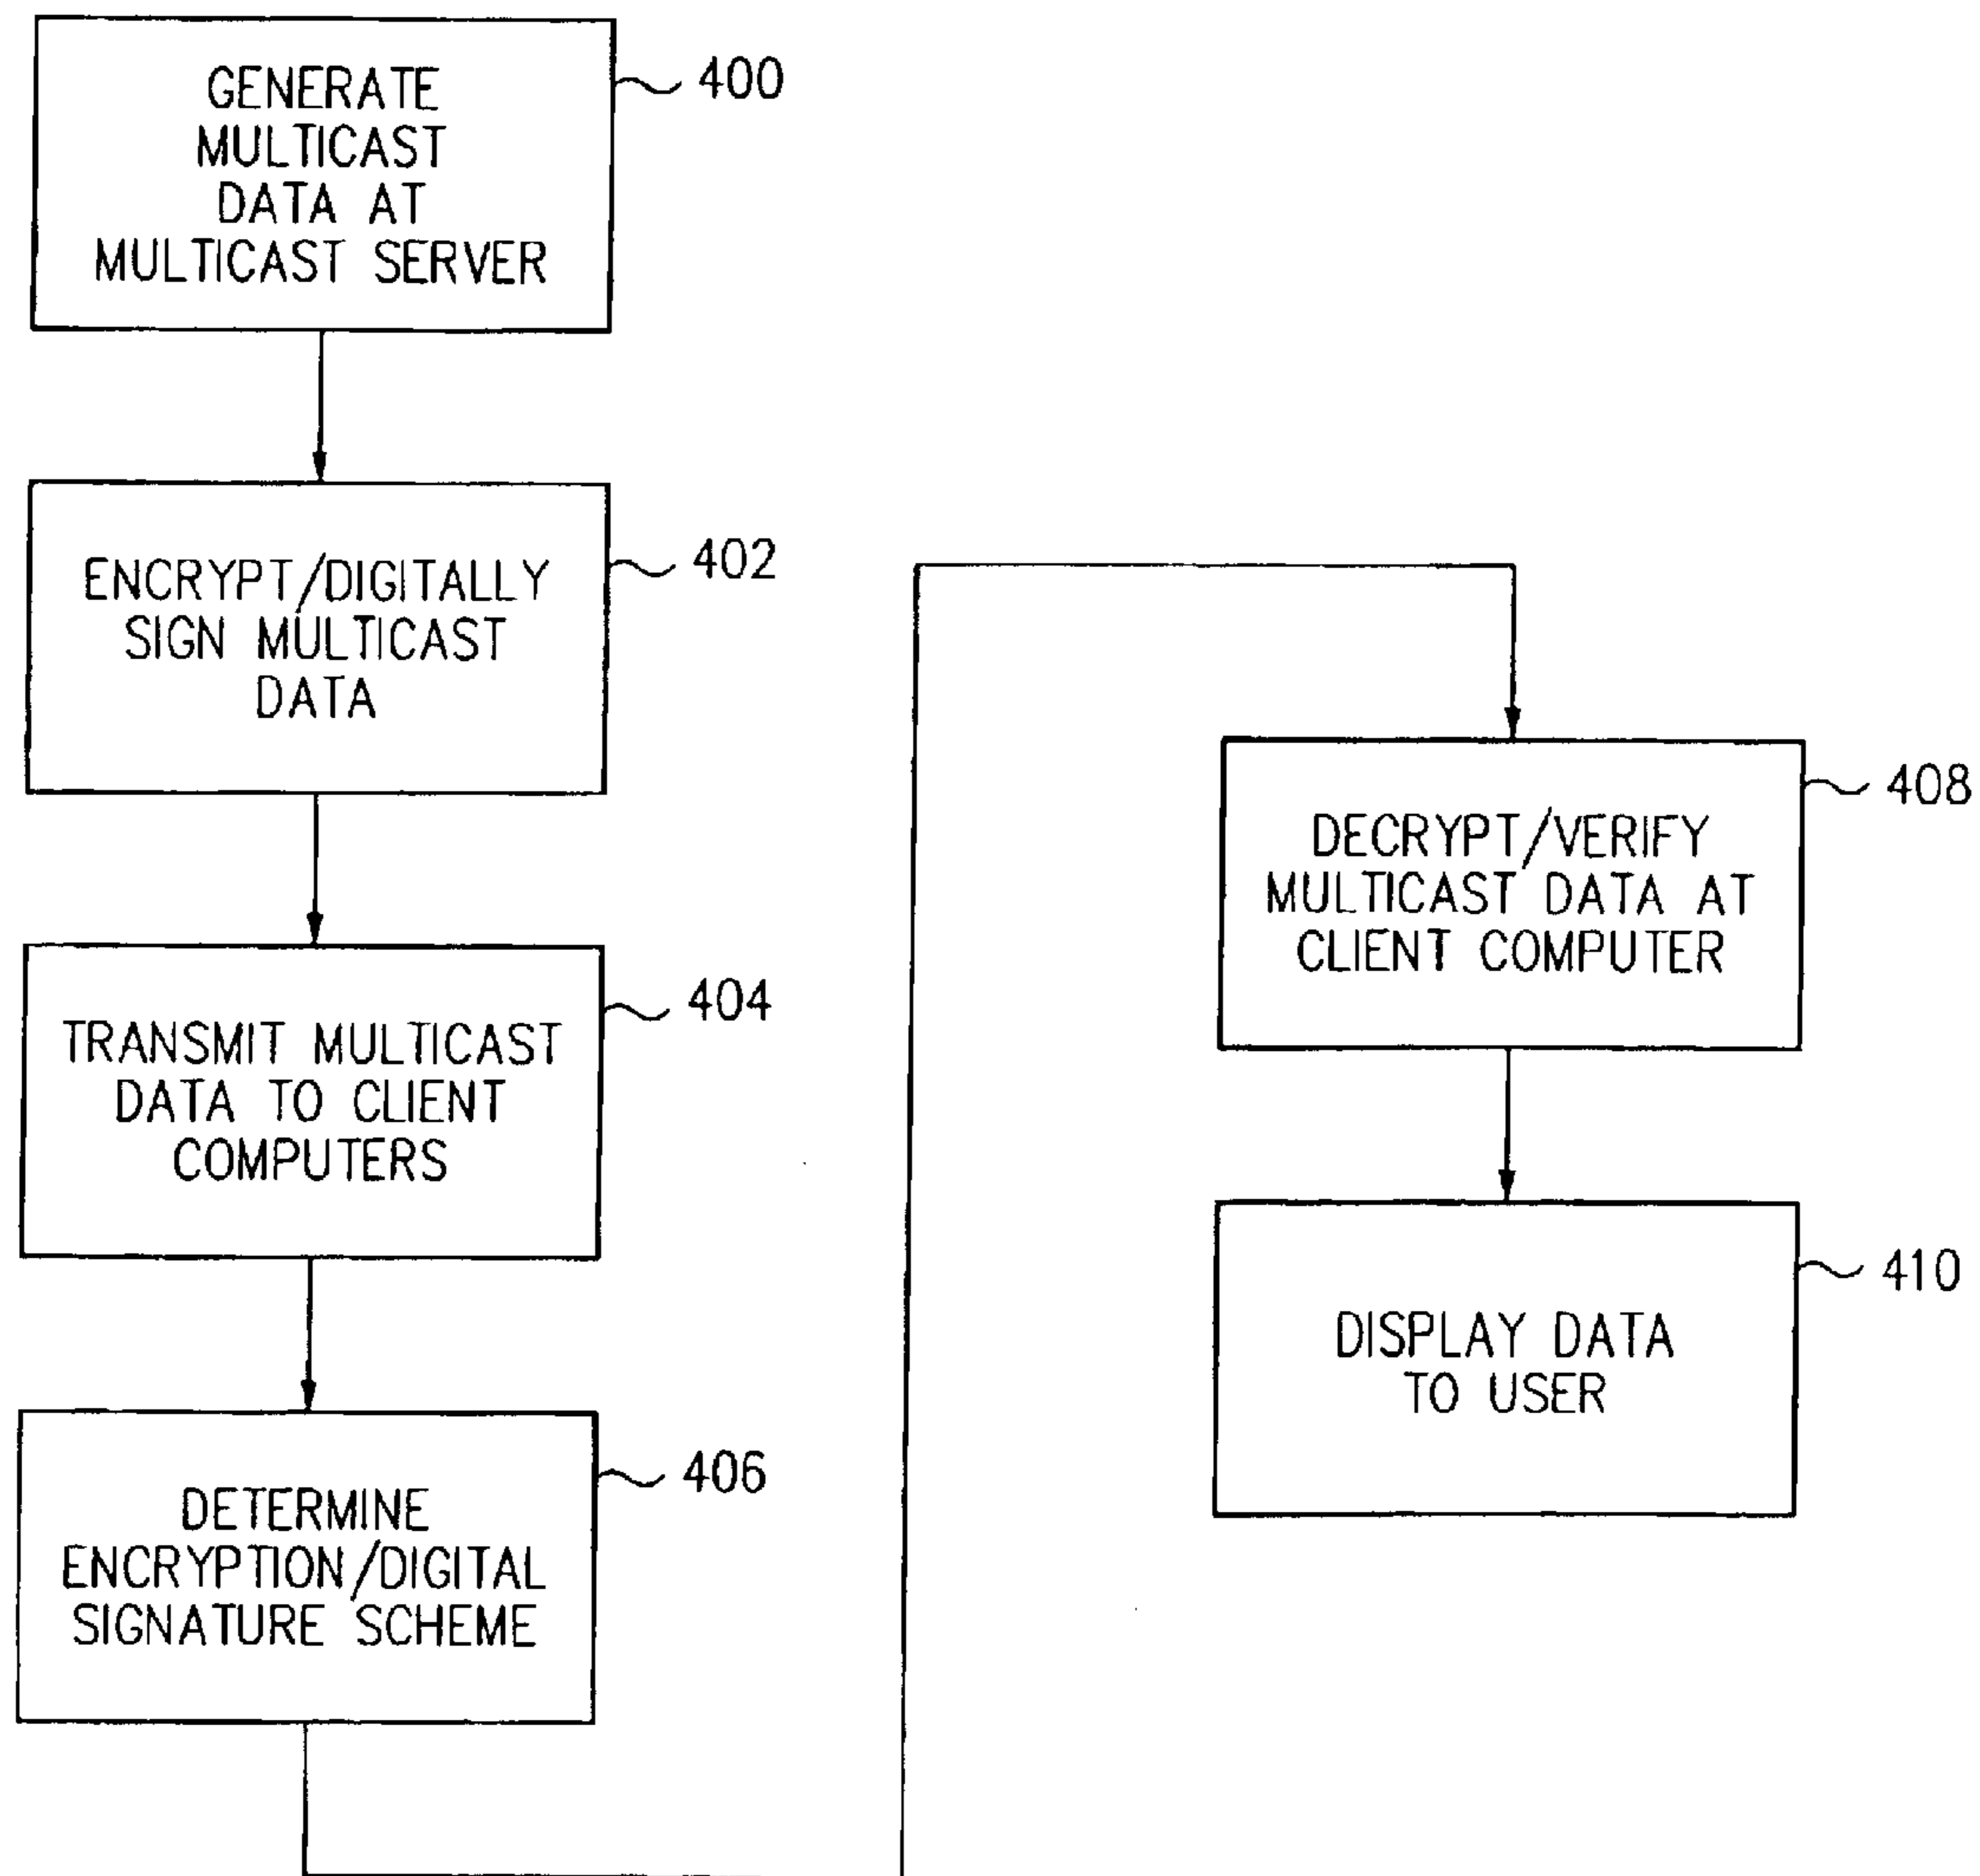 GENERATE
MULTICAST
DATA AT
MULTICAST SERVER
400
ENCRYPT/DIGITALLY
SIGN MULTICAST
DATA
402
TRANSMIT MULTICAST
DATA TO CLIENT
COMPUTERS
404
DETERMINE
ENCRYPTION/DIGITAL
SIGNATURE SCHEME
406
DECRYPT/VERIFY
MULTICAST DATA AT
CLIENT COMPUTER
408
DISPLAY DATA
TO USER
410